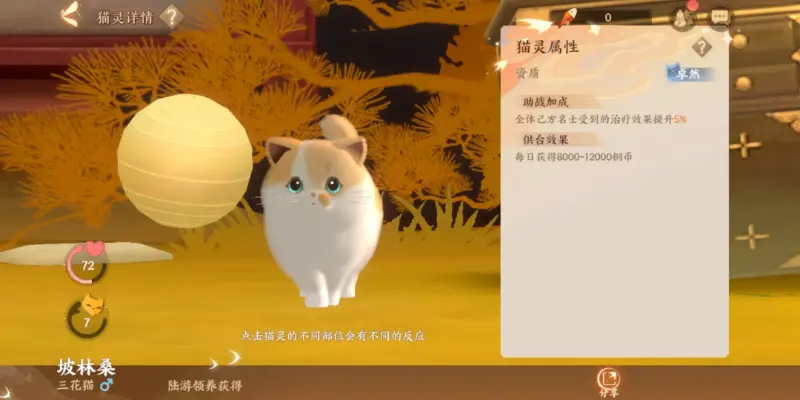 猫灵详情
?
0
猫灵属性
?
资质
卓然
助战加成
全体己方名士受到的治疗效果提升5%
供台效果
每日获得8000-12000铜币
72
7
点击猫灵的不同部位会有不同的反应
坡林桑
三花猫♂
陆游领养获得
分享